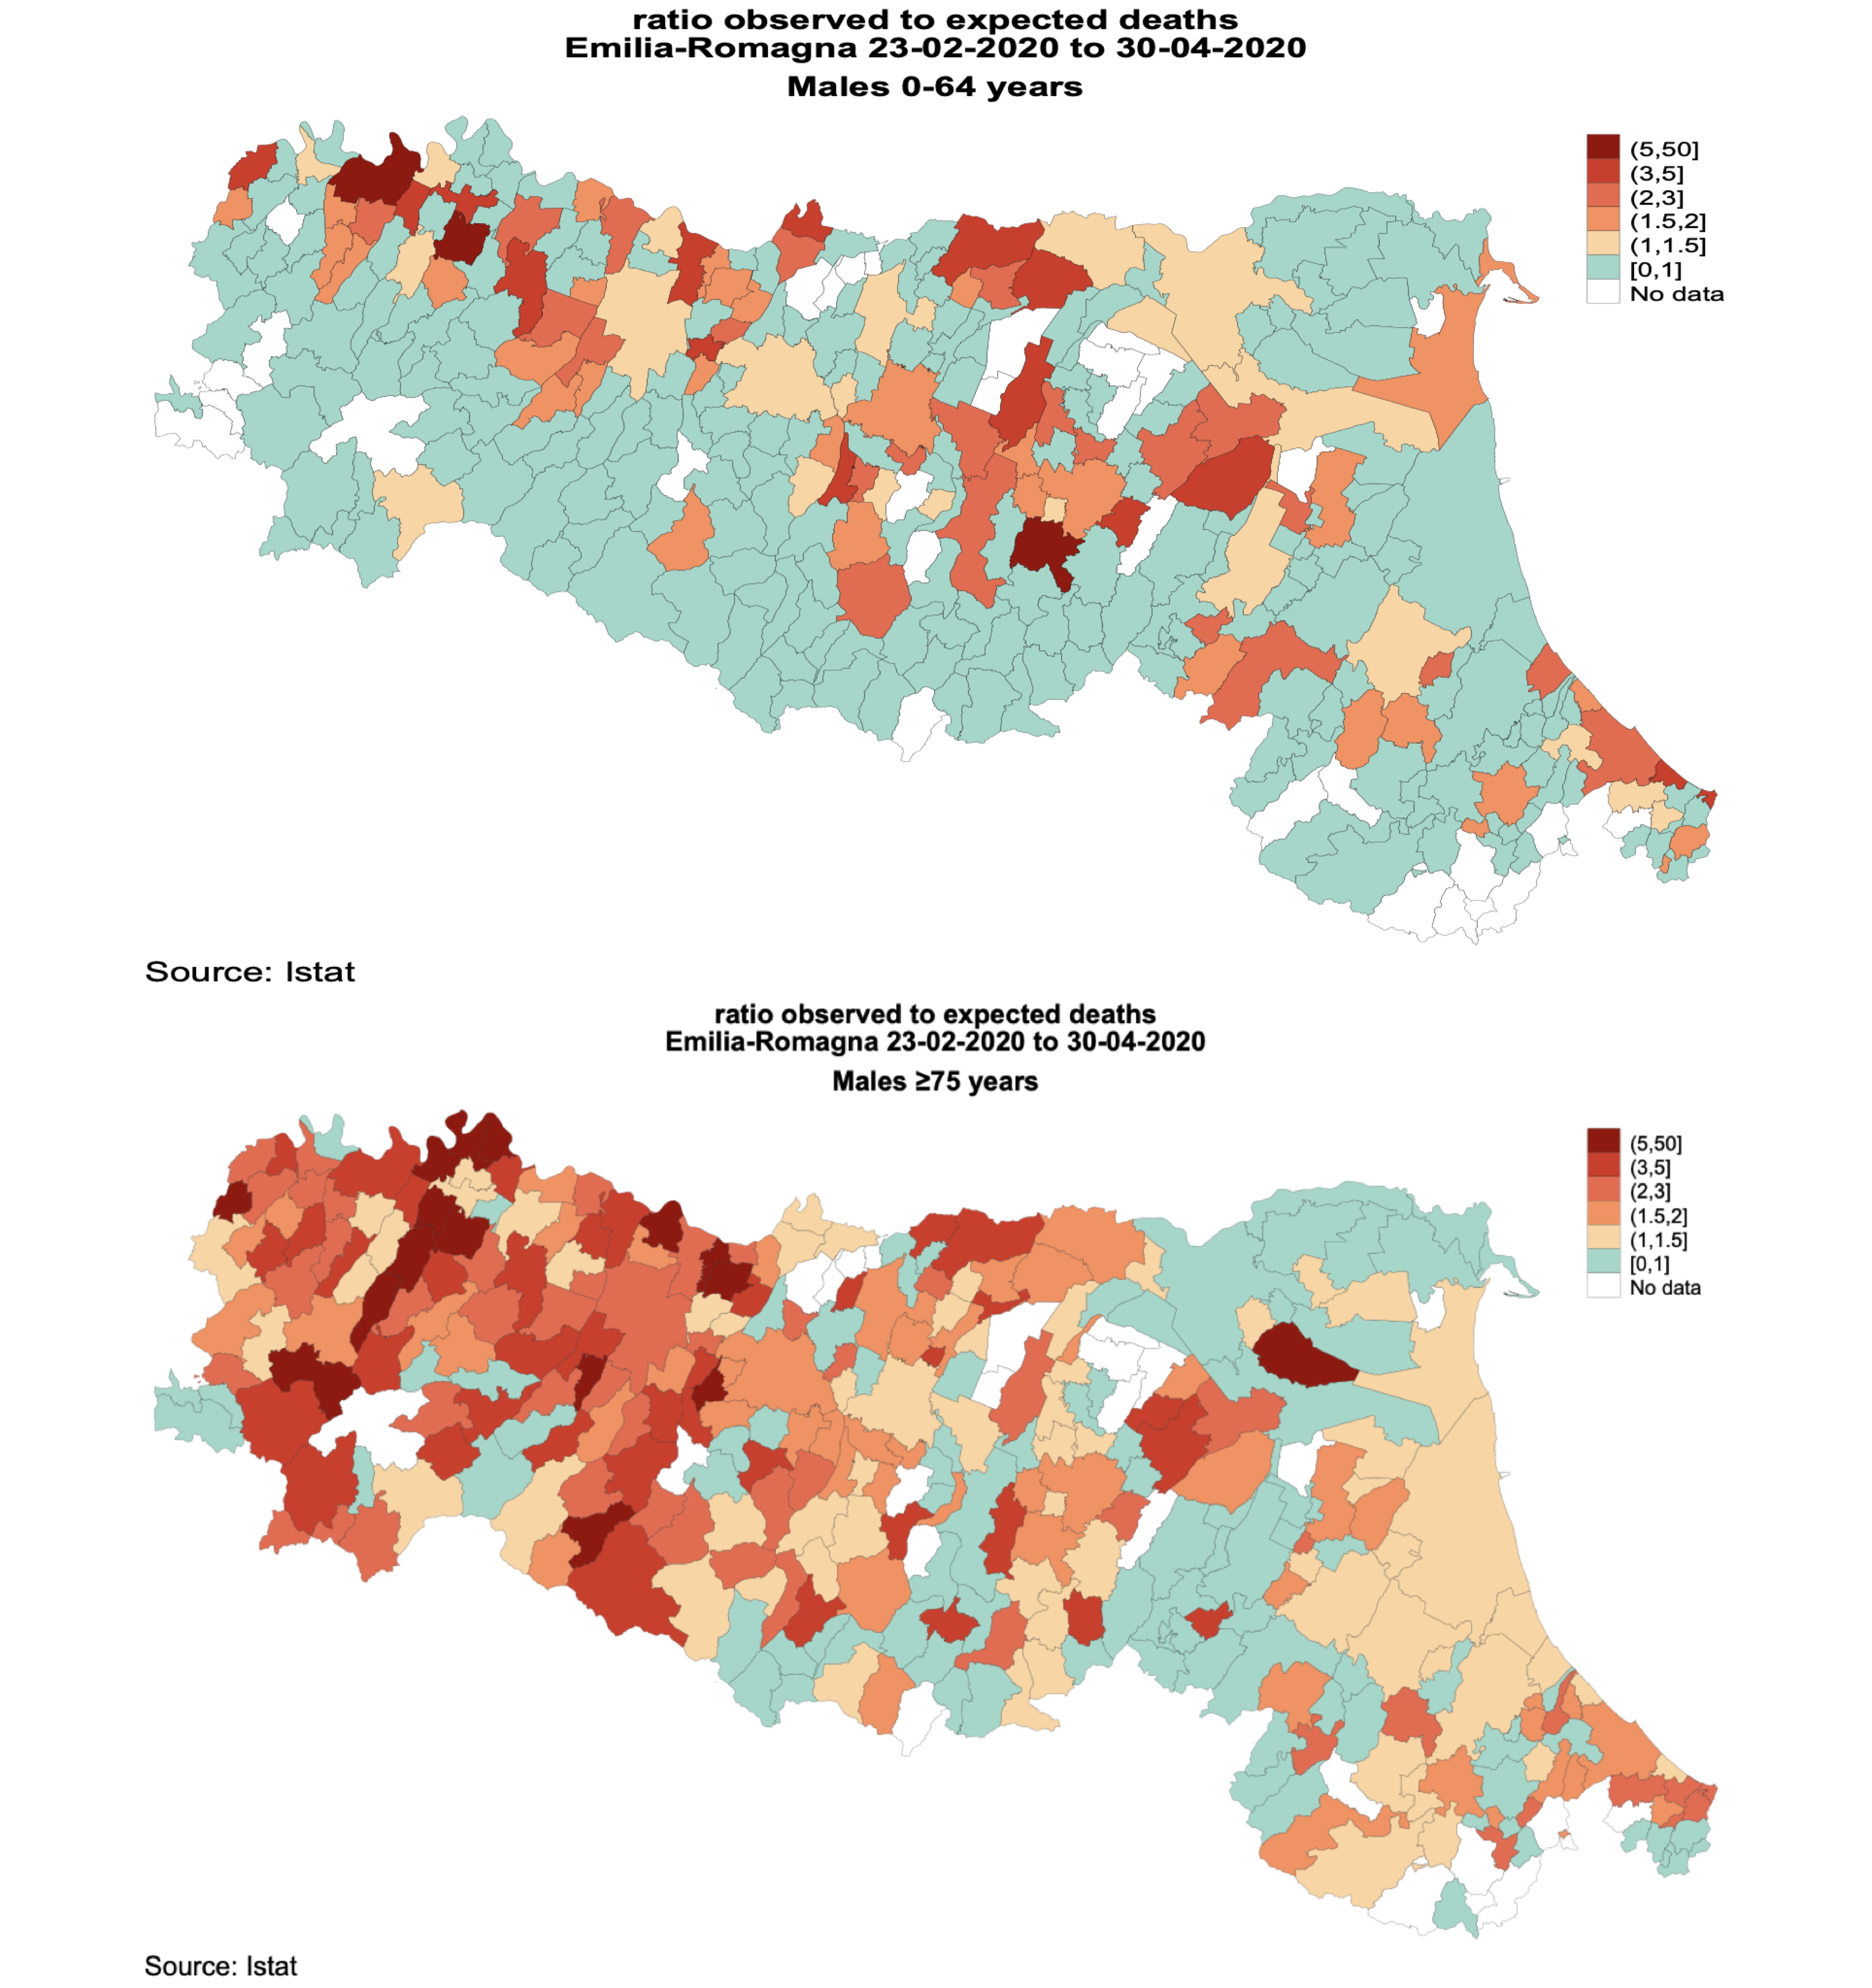 ratio observed to expected deaths
Emilia-Romagna 23-02-2020 to 30-04-2020
Males 0-64 years
(5,50]
(3,5]
(2,3]
(1.5,2]
(1,1.5]
[0,1]
No data
Source: Istat
ratio observed to expected deaths
Emilia-Romagna 23-02-2020 to 30-04-2020
Males ≥75 years
(5,50]
(3,5]
(2,3]
(1.5,2]
(1,1.5]
[0,1]
No data
Source: Istat